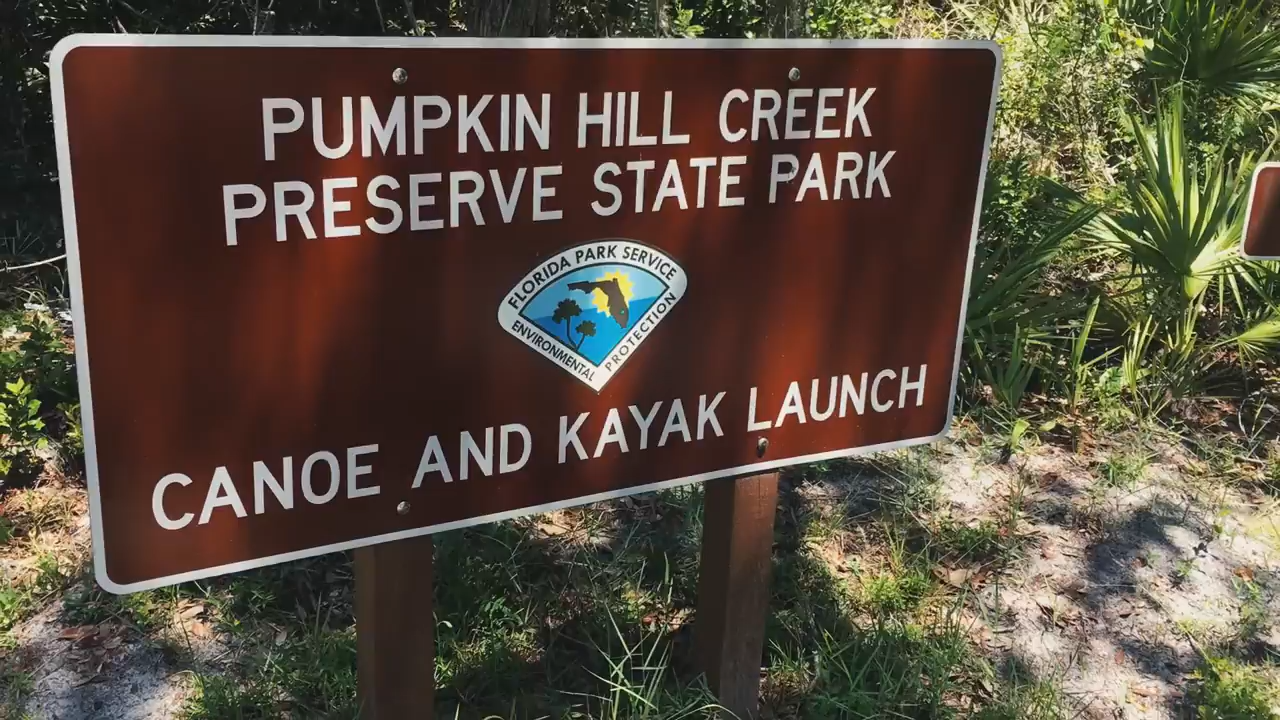 PUMPKIN HILL CREEK
PRESERVE STATE PARK
FLORIDA PARK SERVICE
ENVIRONMENTAL PROTECTION
CANOE AND KAYAK LAUNCH